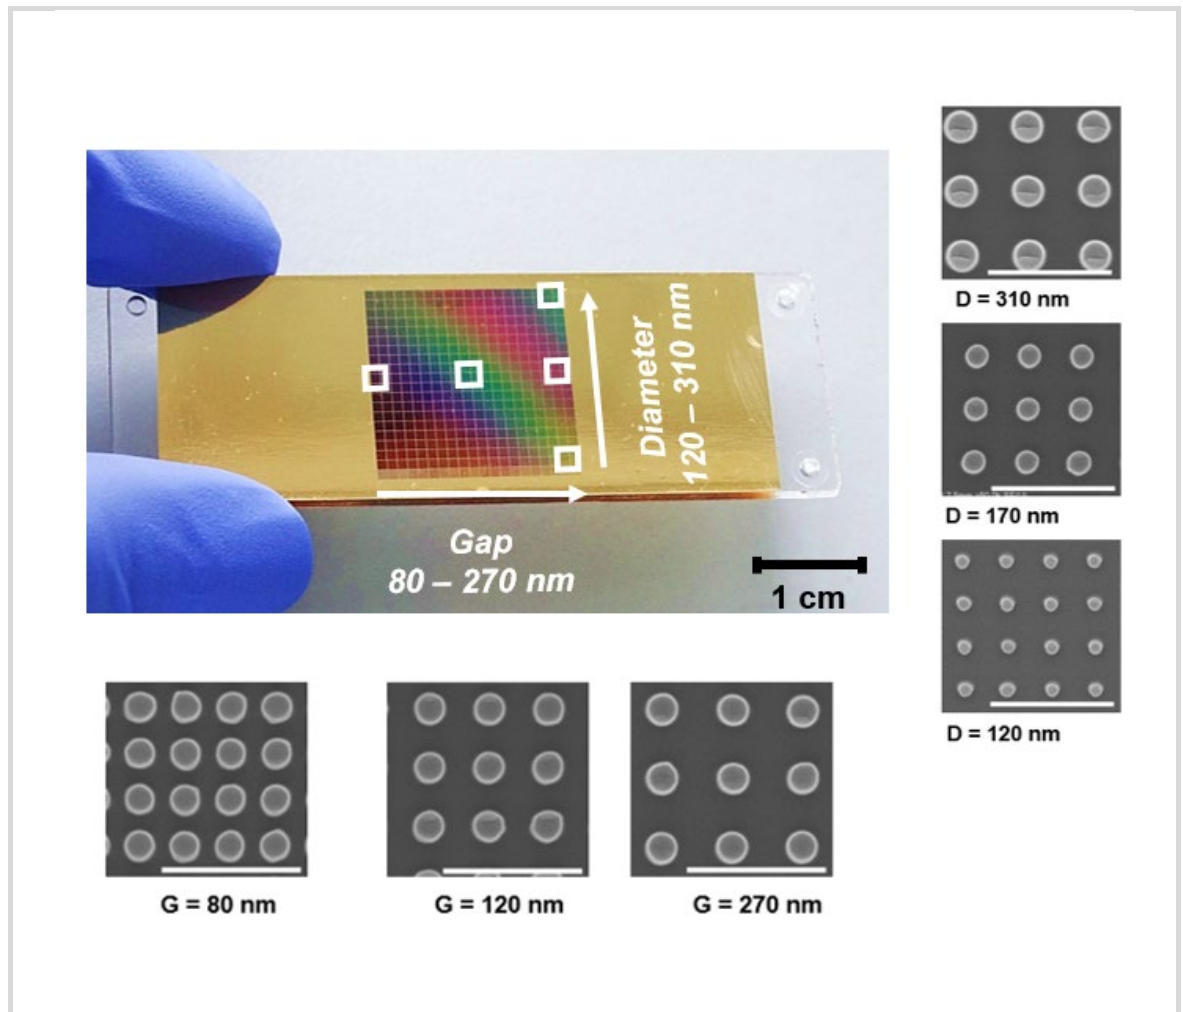 D = 310 nm
Diameter
120 – 310 nm
D = 170 nm
Gap
80 – 270 nm
1 cm
D = 120 nm
G = 80 nm
G = 120 nm
G = 270 nm